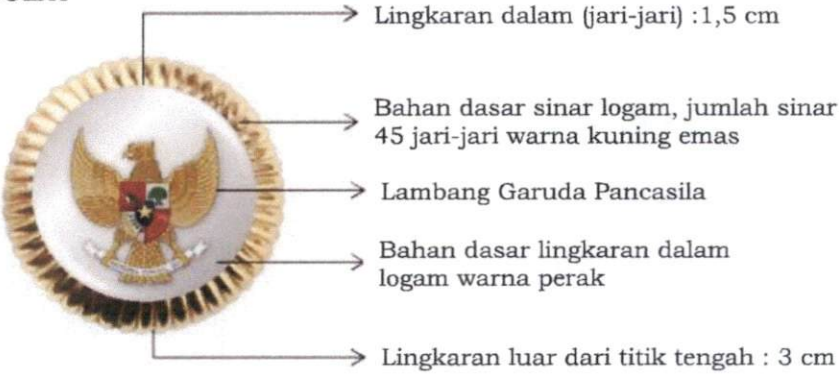 Lingkaran dalam (jari-jari) :1,5 cm
Bahan dasar sinar logam, jumlah sinar
45 jari-jari warna kuning emas
Lambang Garuda Pancasila
Bahan dasar lingkaran dalam
logam warna perak
Lingkaran luar dari titik tengah : 3 cm